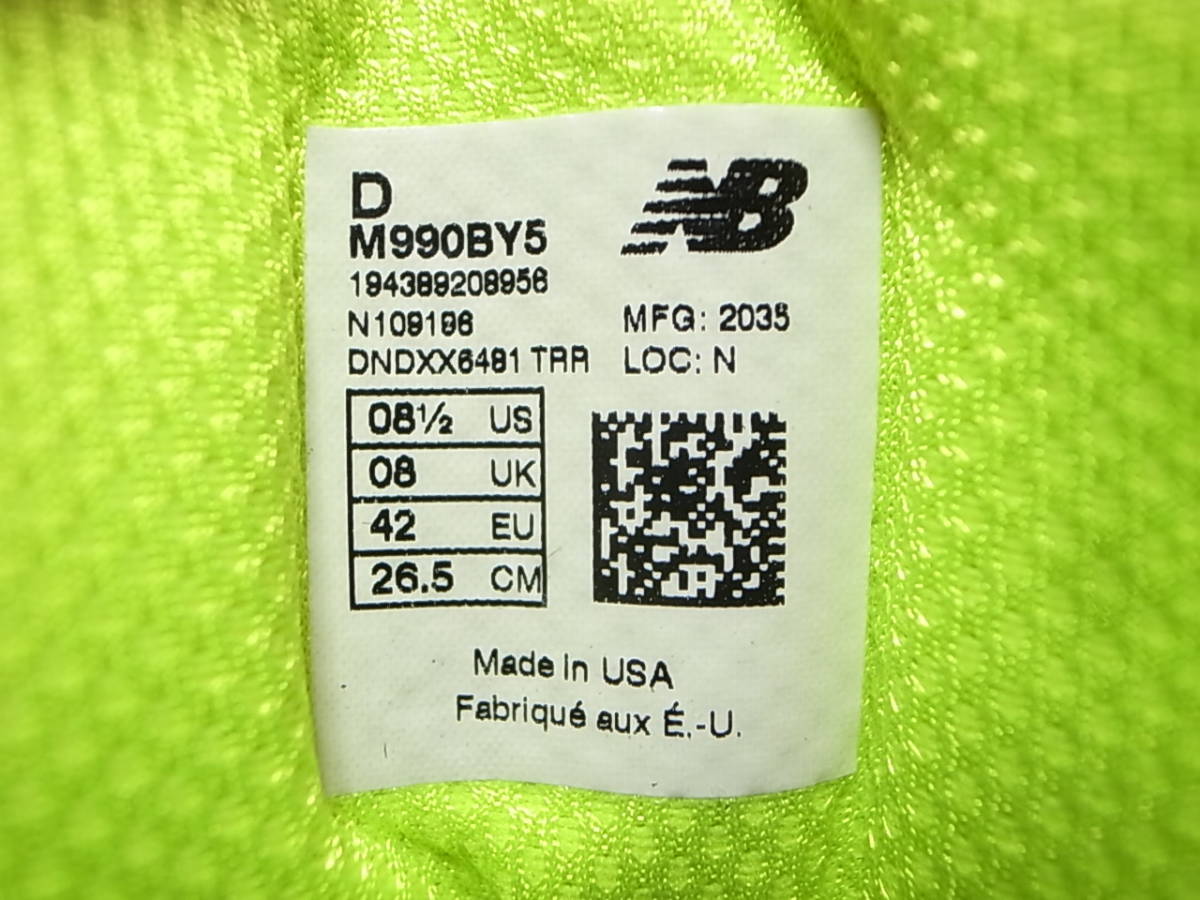 D
NB
M990BY5
194389208956
N109196
MFG: 2035
DNDXX6481 TRR
LOC: N
08½ US
08 UK
42 EU
26.5 CM
Made in USA
Fabriqué aux É.-U.